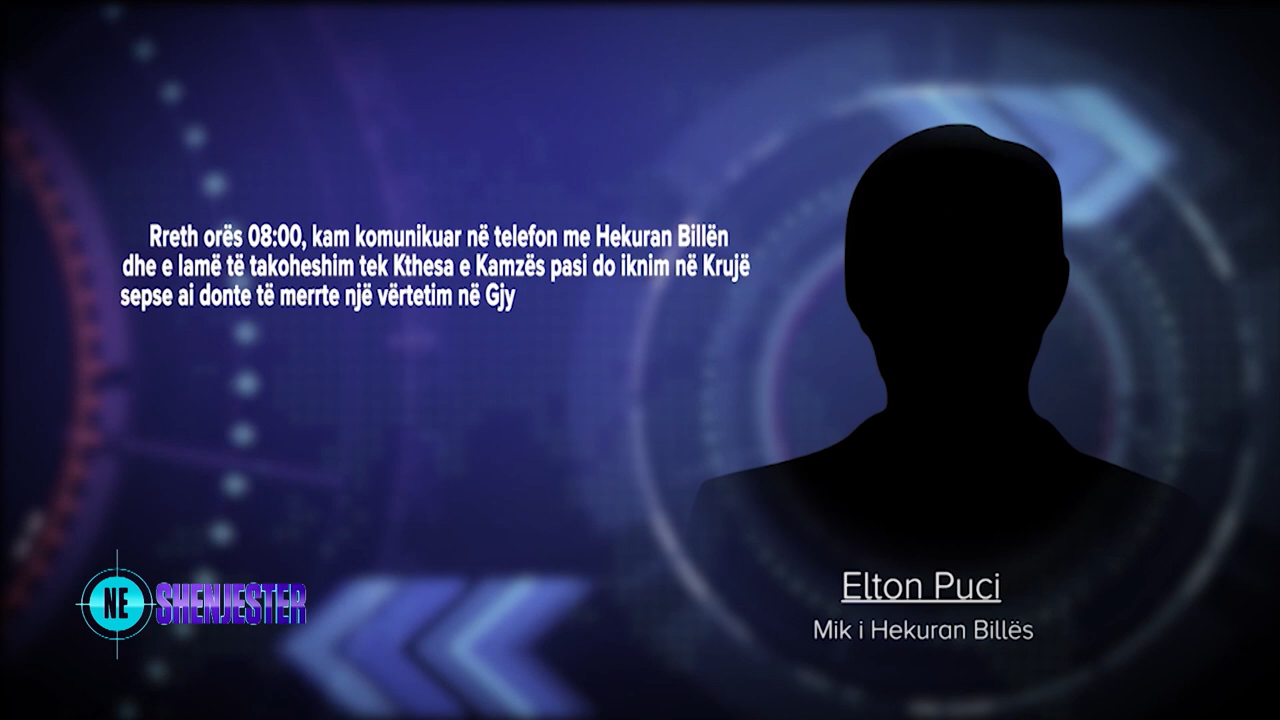 Rreth orës 08:00, kam komunikuar në telefon me Hekuran Billën
dhe e lamë të takoheshim tek Kthesa e Kamzës pasi do iknim në Krujë
sepse ai donte të merrte një vërtetim në Gjy
NE SHENJESTER
Elton Puci
Mik i Hekuran Billës